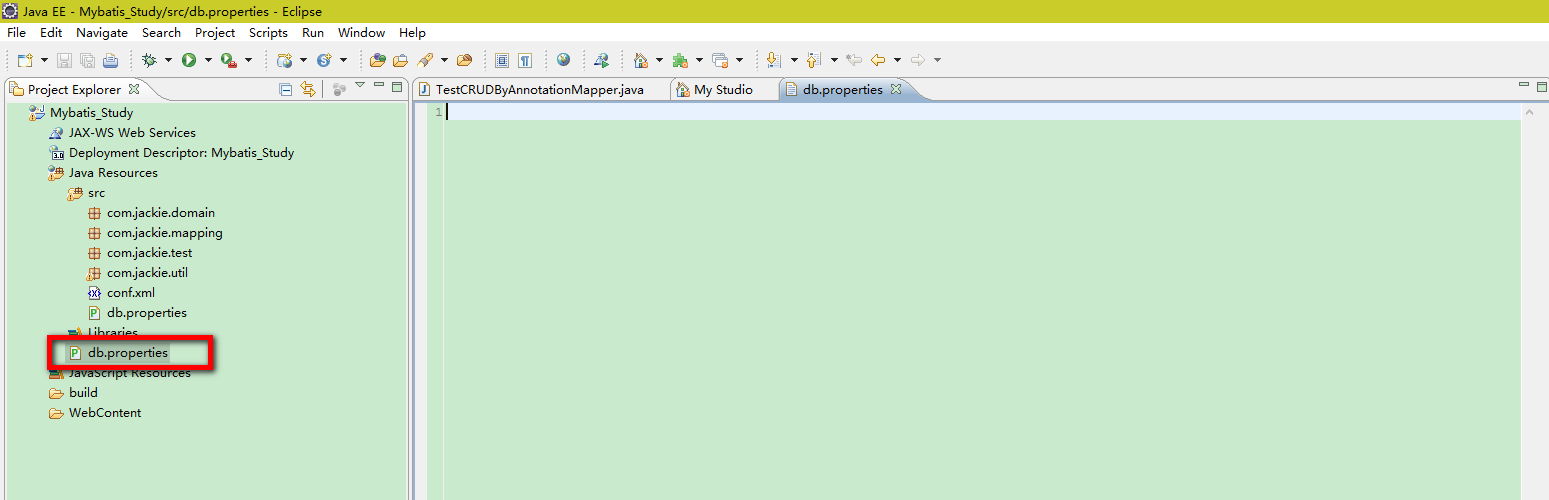 Java EE - Mybatis_Study/src/db.properties - Eclipse
File Edit Navigate Search Project Scripts Run Window Help
Project Explorer
TestCRUDByAnnotationMapper.java My Studio db.properties
1
Mybatis_Study
JAX-WS Web Services
3.0 Deployment Descriptor: Mybatis_Study
Java Resources
src
com.jackie.domain
com.jackie.mapping
com.jackie.test
com.jackie.util
conf.xml
db.properties
Libraries
db.properties
JavaScript Resources
build
WebContent